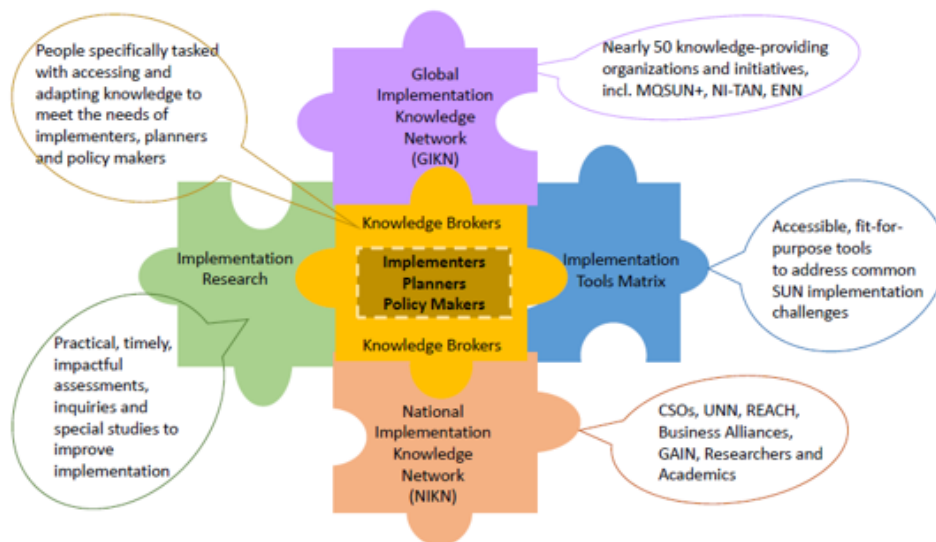 People specifically tasked
with accessing and
adapting knowledge to
meet the needs of
implementers, planners
and policy makers
Global
Implementation
Knowledge
Network
(GIKN)
Nearly 50 knowledge-providing
organizations and initiatives,
incl. MQSUN+, NI-TAN, ENN
Implementation
Research
Knowledge Brokers
Implementers
Planners
Policy Makers
Knowledge Brokers
Implementation
Tools Matrix
Accessible, fit-for-
purpose tools
to address common
SUN implementation
challenges
Practical, timely,
impactful
assessments,
inquiries and
special studies to
improve
implementation
National
Implementation
Knowledge
Network
(NIKN)
CSOs, UNN, REACH,
Business Alliances,
GAIN, Researchers and
Academics